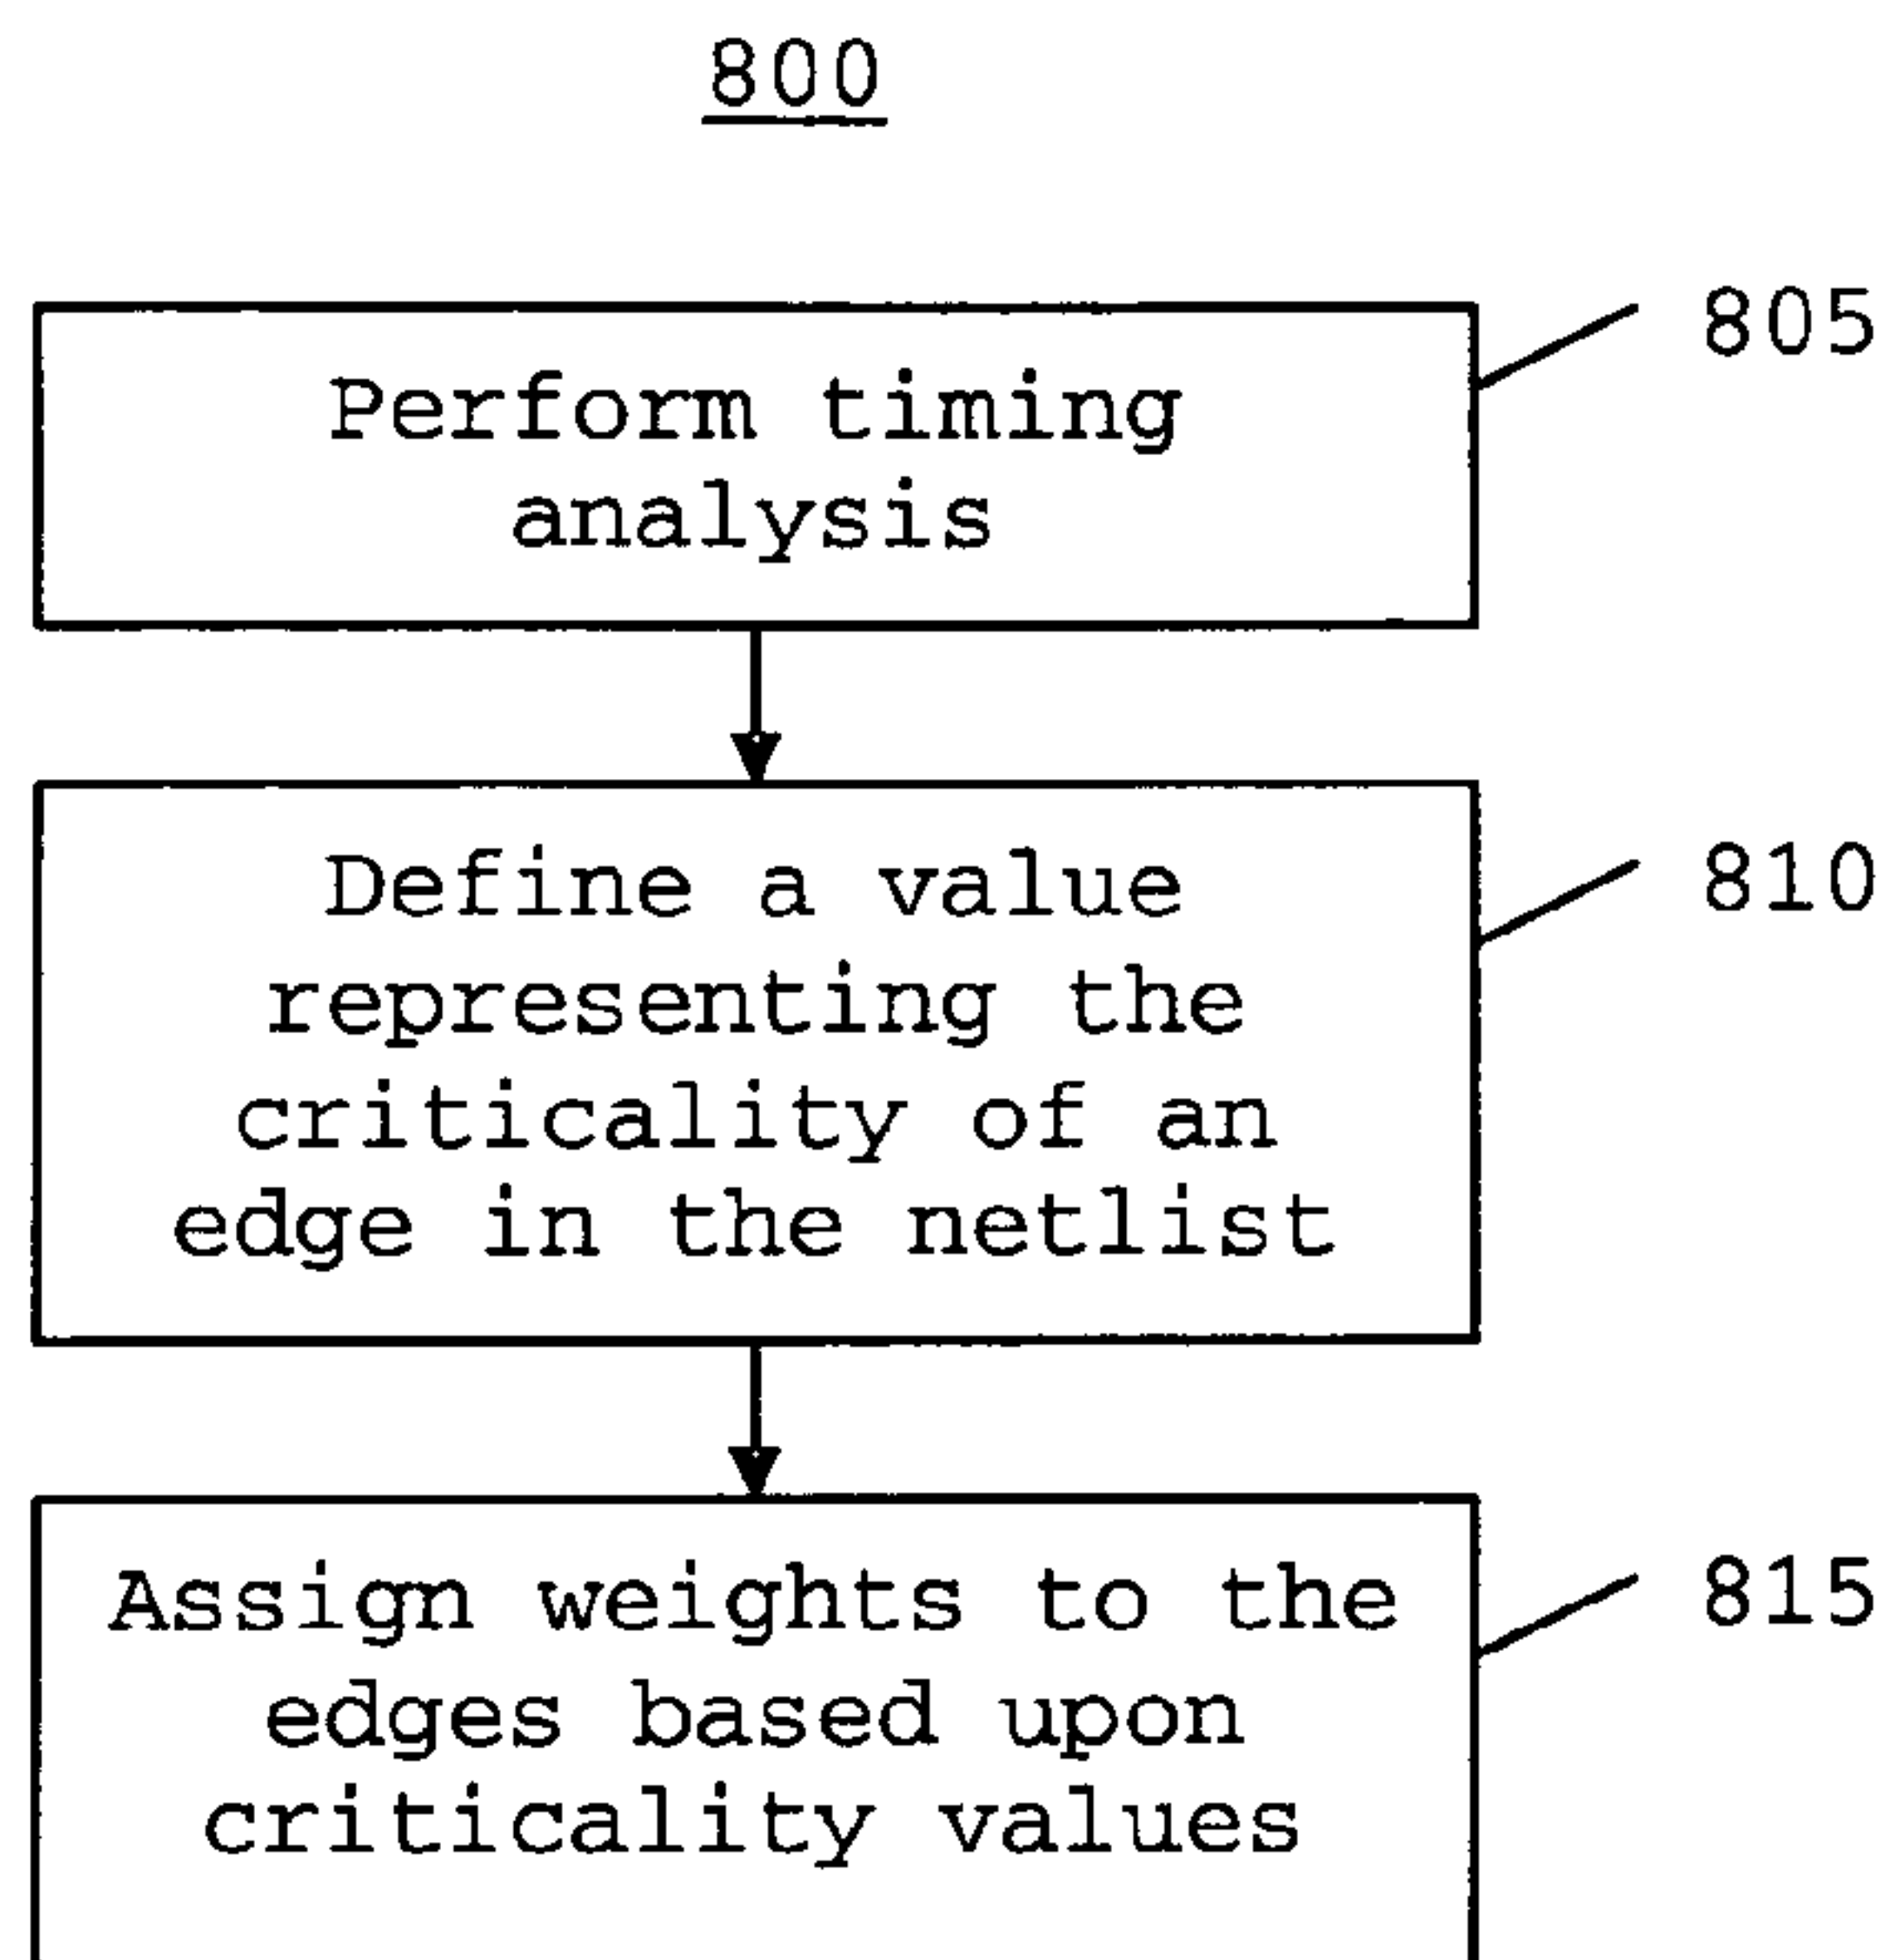 800
805
Perform timing
analysis
810
Define a value
representing the
criticality of an
edge in the netlist
815
Assign weights to the
edges based upon
criticality values